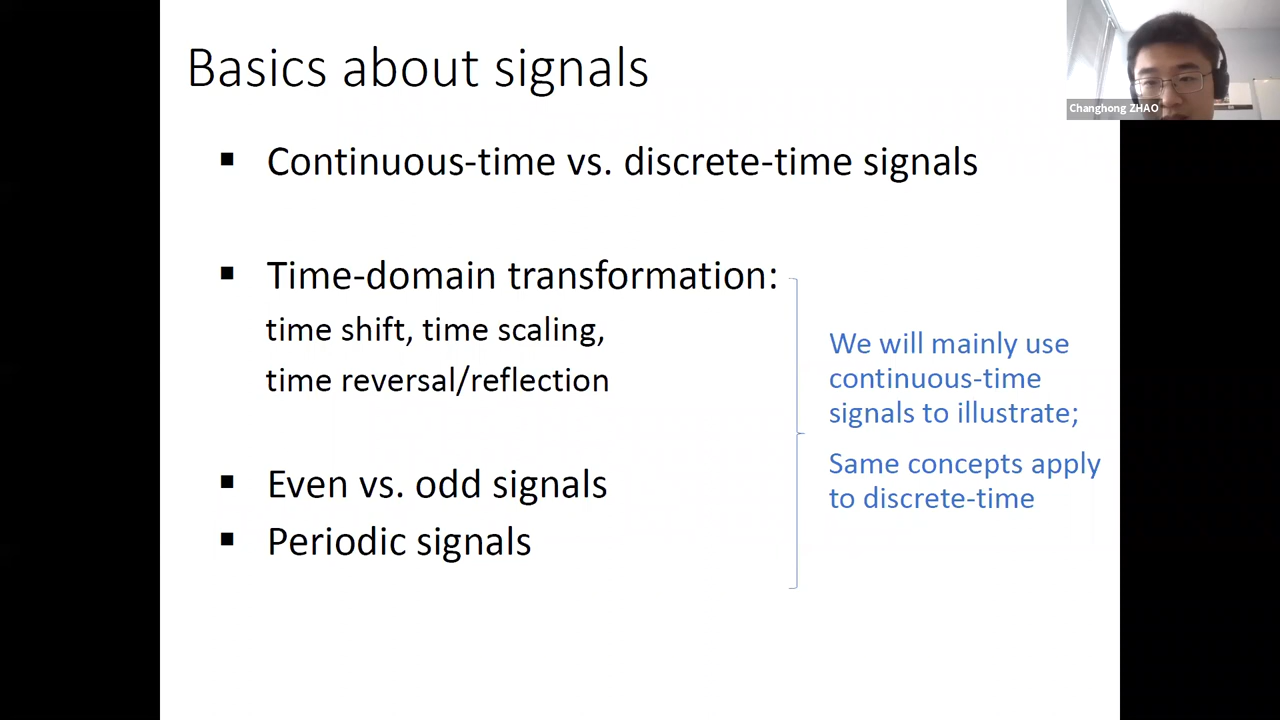 Basics about signals
Changhong ZHAO
▪ Continuous-time vs. discrete-time signals
▪ Time-domain transformation:
time shift, time scaling,
time reversal/reflection
We will mainly use
continuous-time
signals to illustrate;
Same concepts apply
to discrete-time
▪ Even vs. odd signals
▪ Periodic signals